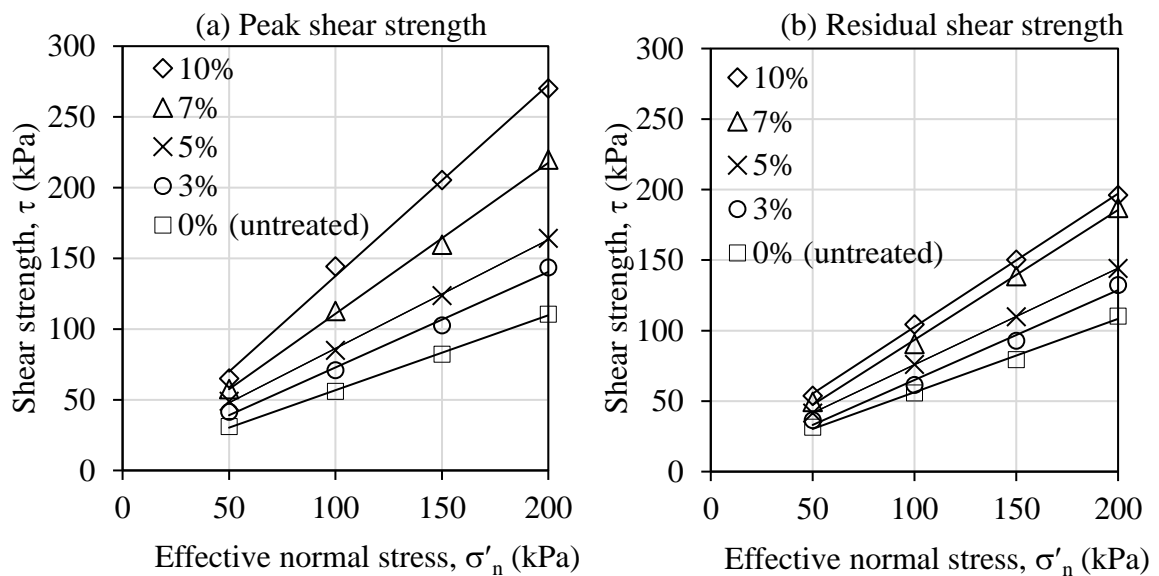 (a) Peak shear strength
300
250
200
150
100
50
0
Shear strength, τ (kPa)
10%
7%
5%
3%
0% (untreated)
0 50 100 150 200
Effective normal stress, σ′n (kPa)
(b) Residual shear strength
300
250
200
150
100
50
0
Shear strength, τ (kPa)
10%
7%
5%
3%
0% (untreated)
0 50 100 150 200
Effective normal stress, σ′n (kPa)